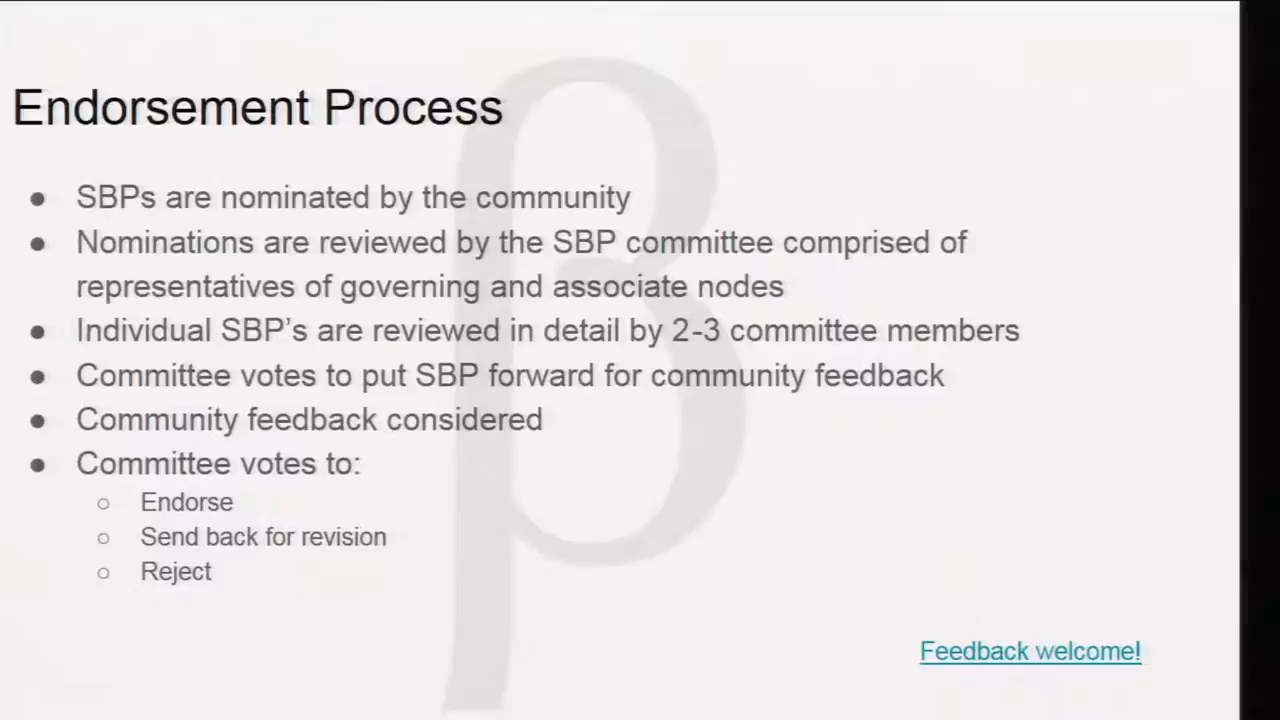 Endorsement Process
● SBPs are nominated by the community
● Nominations are reviewed by the SBP committee comprised of
representatives of governing and associate nodes
● Individual SBP's are reviewed in detail by 2-3 committee members
● Committee votes to put SBP forward for community feedback
● Community feedback considered
● Committee votes to:
○ Endorse
○ Send back for revision
○ Reject
Feedback welcome!
β